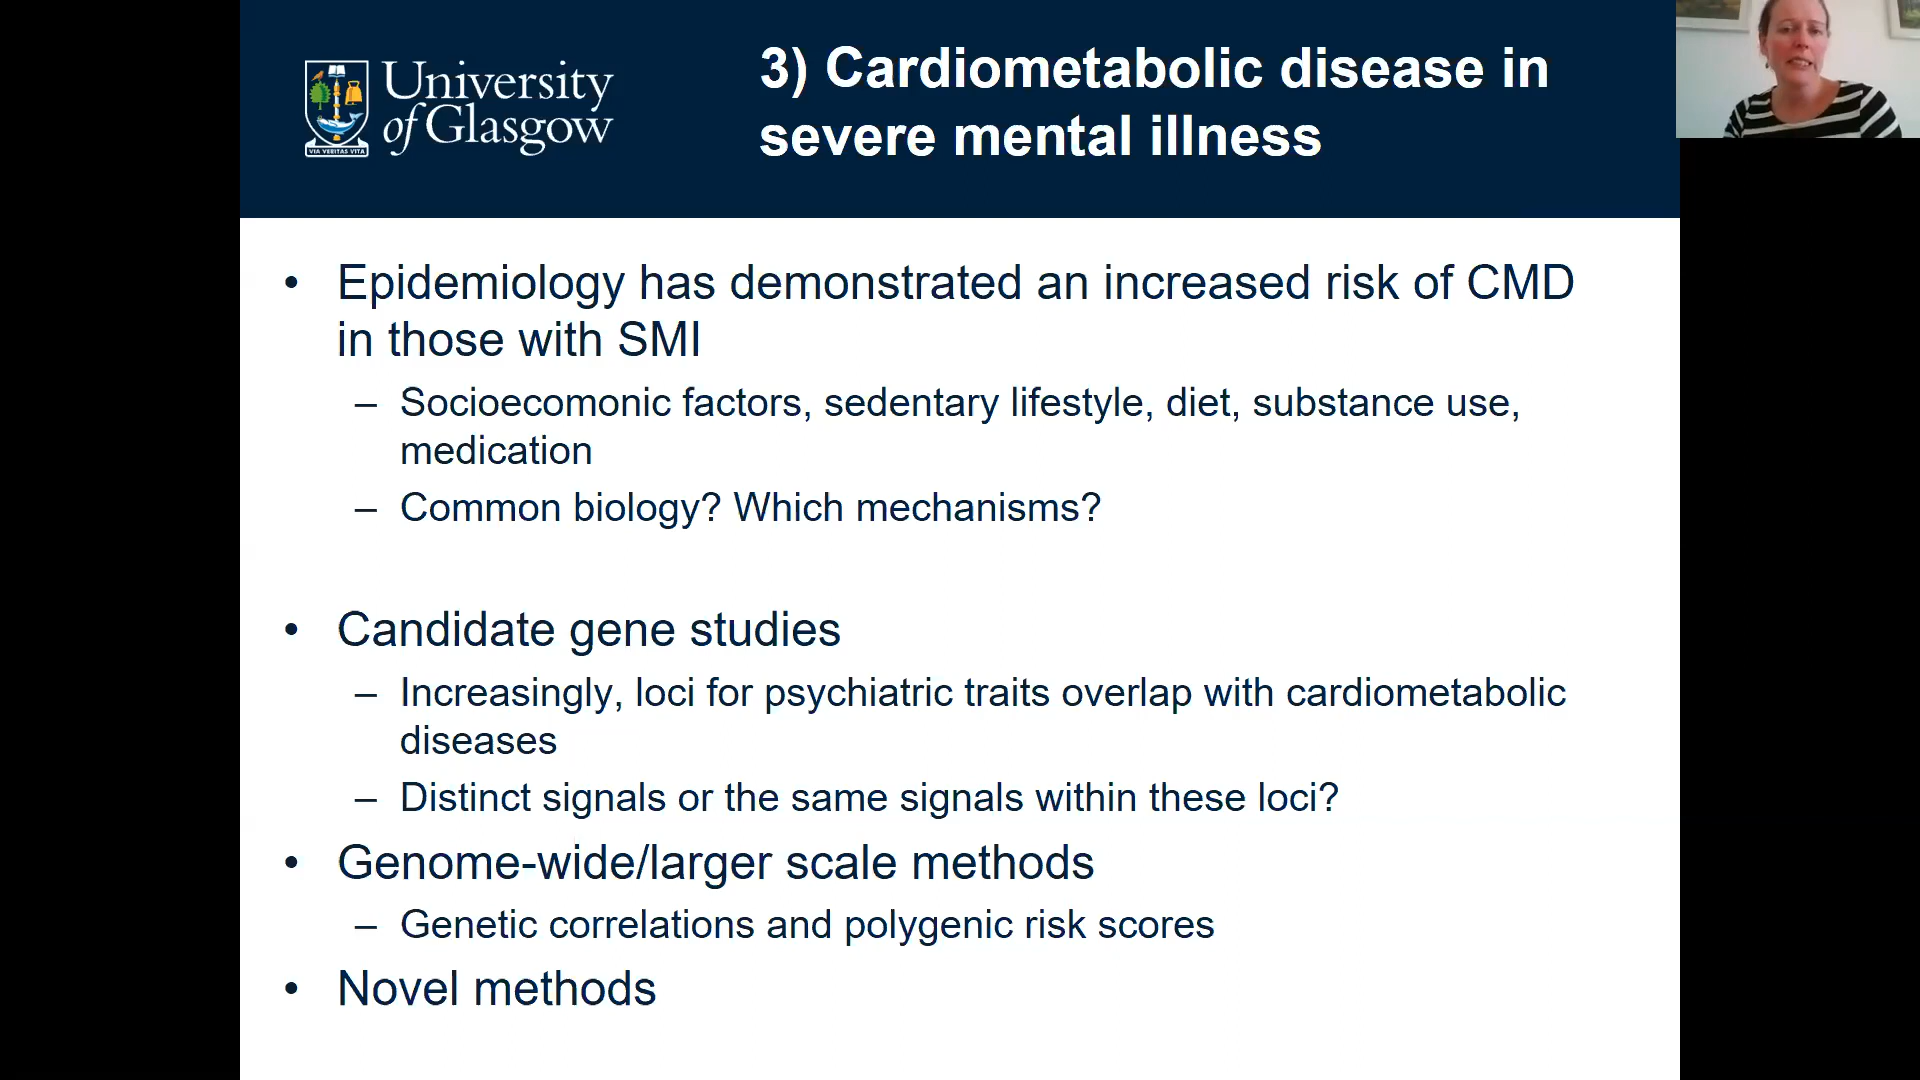 University
of Glasgow
VIA VERITAS VITA
3) Cardiometabolic disease in
severe mental illness
• Epidemiology has demonstrated an increased risk of CMD
in those with SMI
– Socioecomonic factors, sedentary lifestyle, diet, substance use,
medication
– Common biology? Which mechanisms?
• Candidate gene studies
– Increasingly, loci for psychiatric traits overlap with cardiometabolic
diseases
– Distinct signals or the same signals within these loci?
• Genome-wide/larger scale methods
– Genetic correlations and polygenic risk scores
• Novel methods